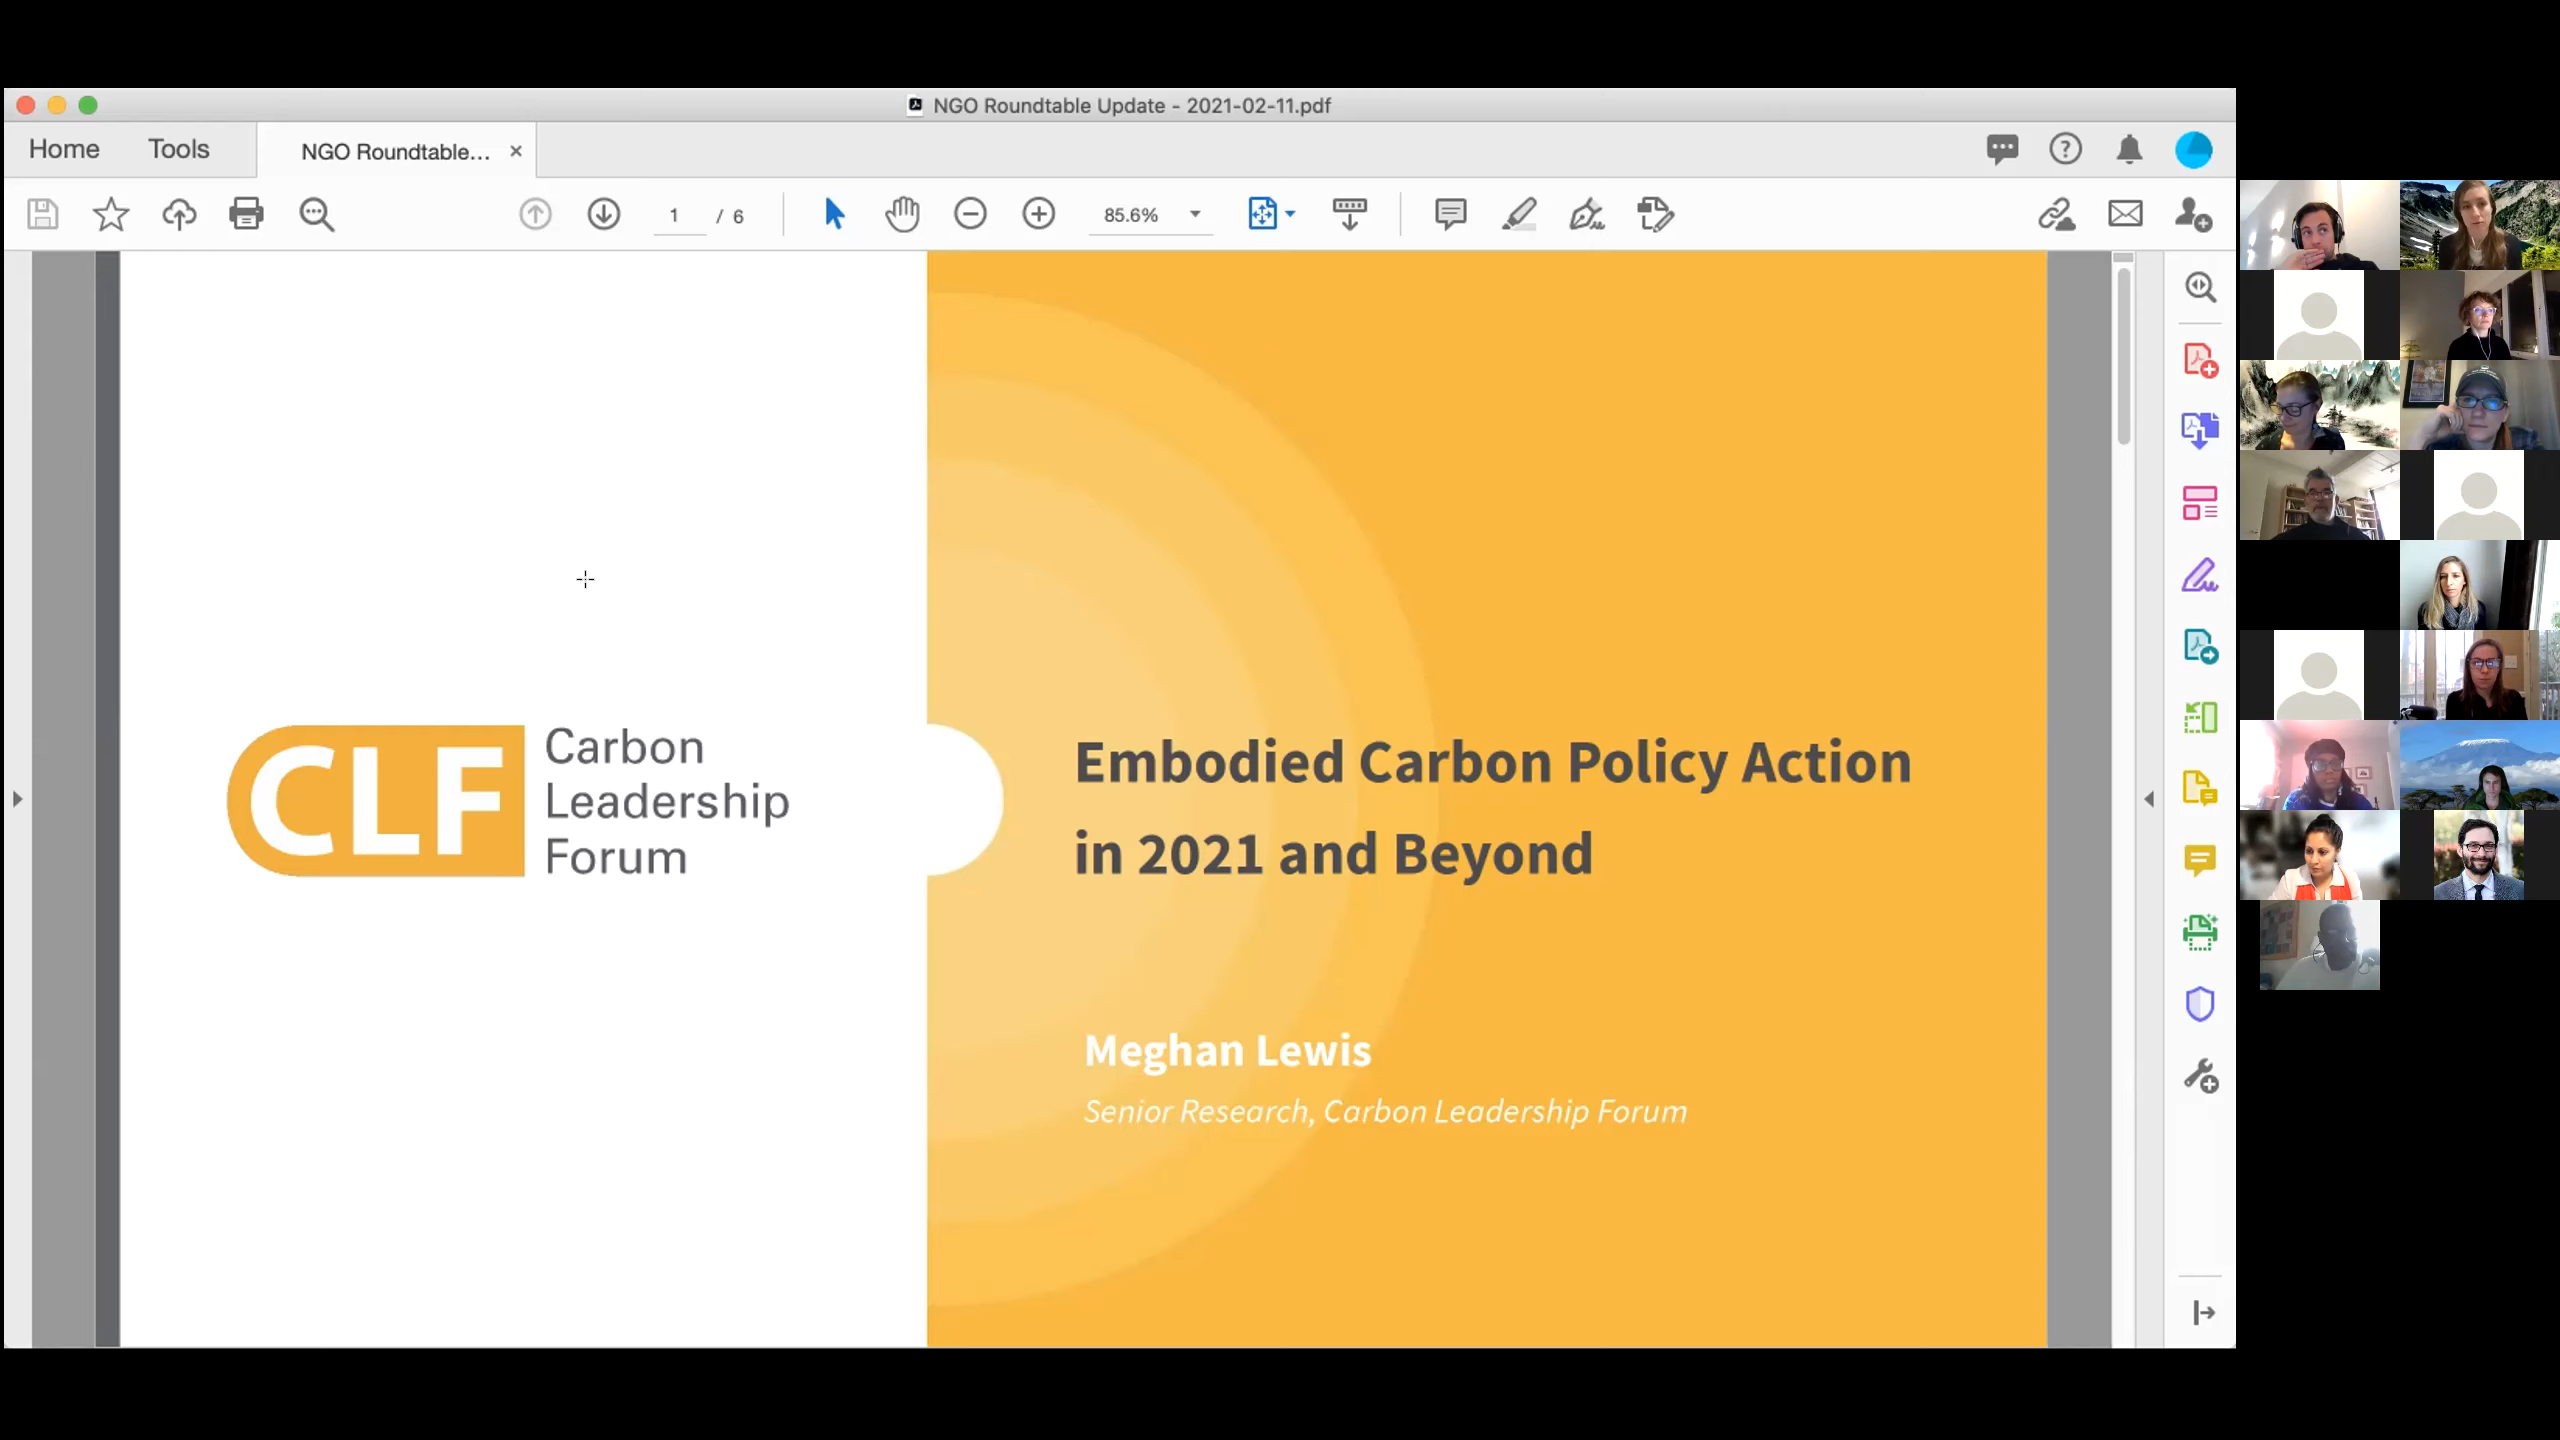 NGO Roundtable Update - 2021-02-11.pdf
Home
Tools
NGO Roundtable...
1 / 6
85.6%
CLF
Carbon
Leadership
Forum
Embodied Carbon Policy Action
in 2021 and Beyond
Meghan Lewis
Senior Research, Carbon Leadership Forum